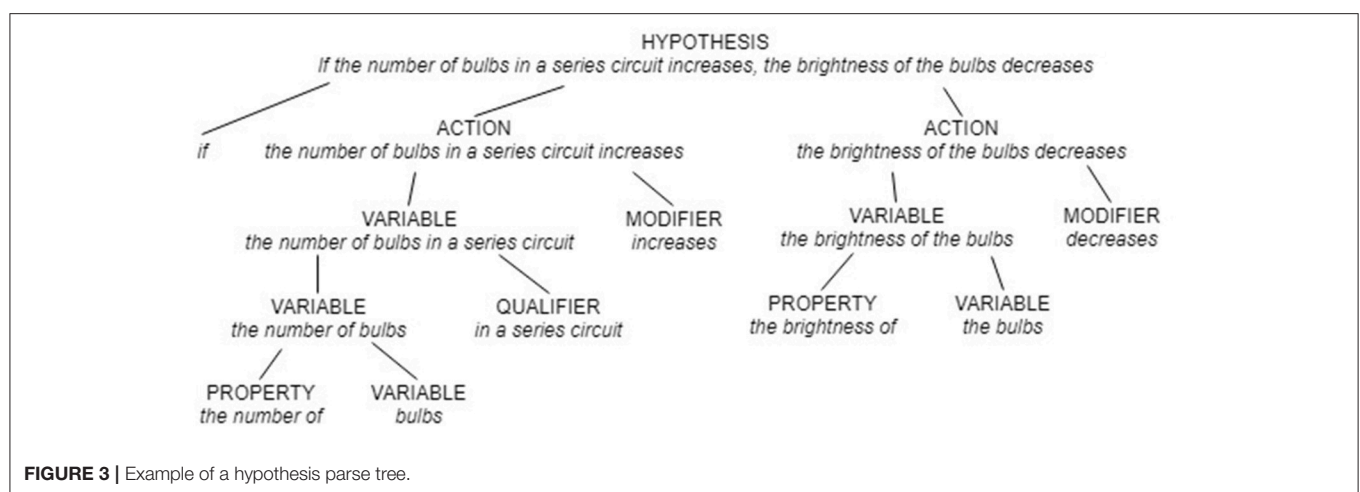 HYPOTHESIS
If the number of bulbs in a series circuit increases, the brightness of the bulbs decreases
ACTION ACTION
if the number of bulbs in a series circuit increases the brightness of the bulbs decreases
VARIABLE MODIFIER VARIABLE MODIFIER
the number of bulbs in a series circuit increases the brightness of the bulbs decreases
VARIABLE QUALIFIER PROPERTY VARIABLE
the number of bulbs in a series circuit the brightness of the bulbs
PROPERTY VARIABLE
the number of bulbs
FIGURE 3 | Example of a hypothesis parse tree.